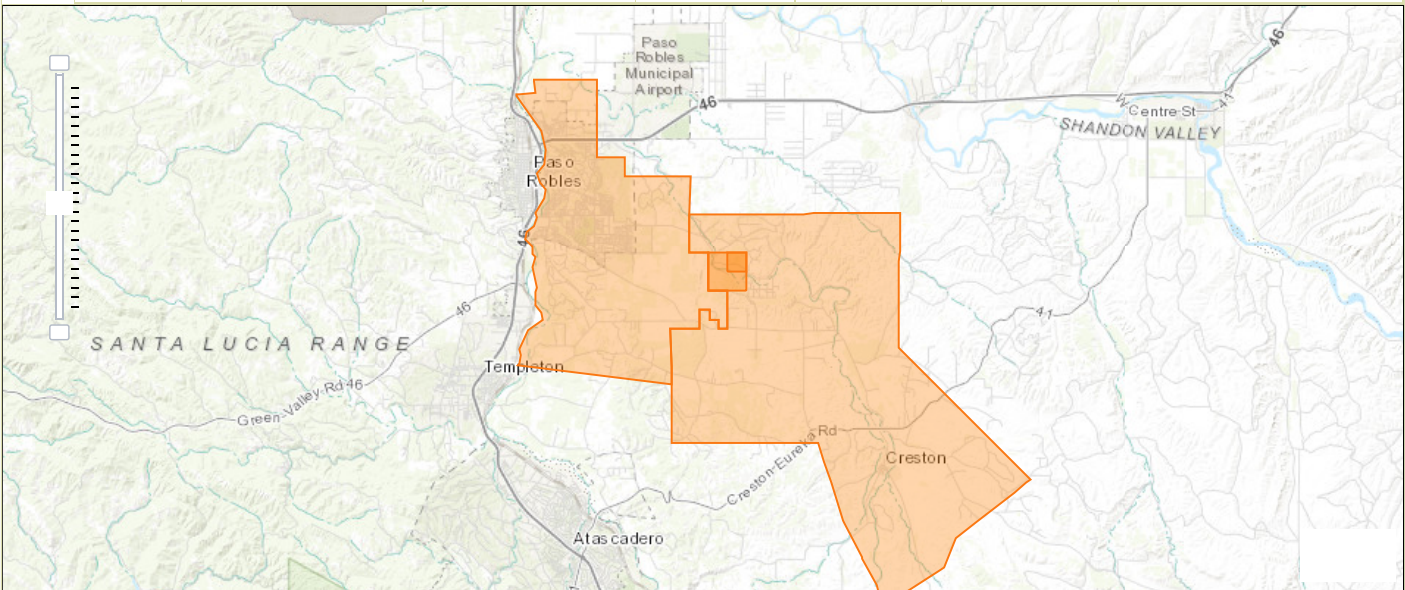 46
Paso
Robles
Municipal
Airport
46
W Centre St
41
SHANDON VALLEY
Paso
Robles
46
46
41
SANTA LUCIA RANGE
Templeton
Green-Valley-Rd 46
Creston-Eureka Rd
Creston
Atascadero